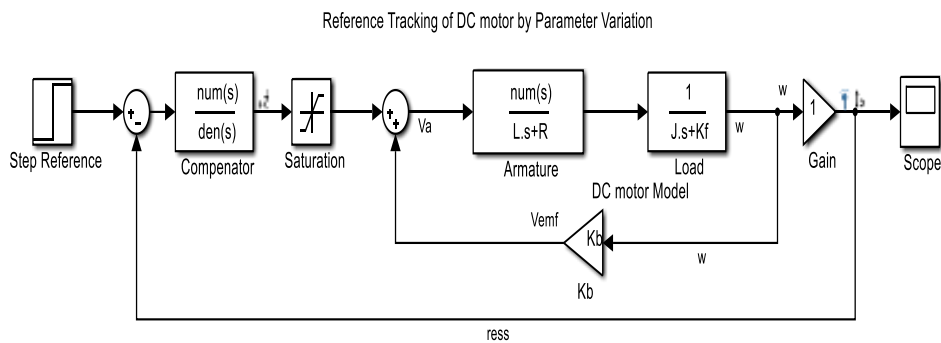 Reference Tracking of DC motor by Parameter Variation
Step Reference
num(s)
den(s)
Compenator
Saturation
Va
num(s)
L.s+R
Armature
1
J.s+Kf
Load
w
w
1
Gain
Scope
DC motor Model
Vemf
Kb
Kb
w
ress